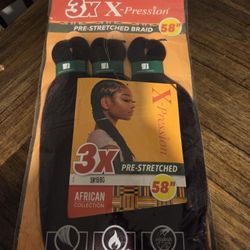 3X X-Pression
PRE-STRETCHED BRAID
58"
X-Pression
3X
PRE-STRETCHED
58"
AFRICAN
COLLECTION